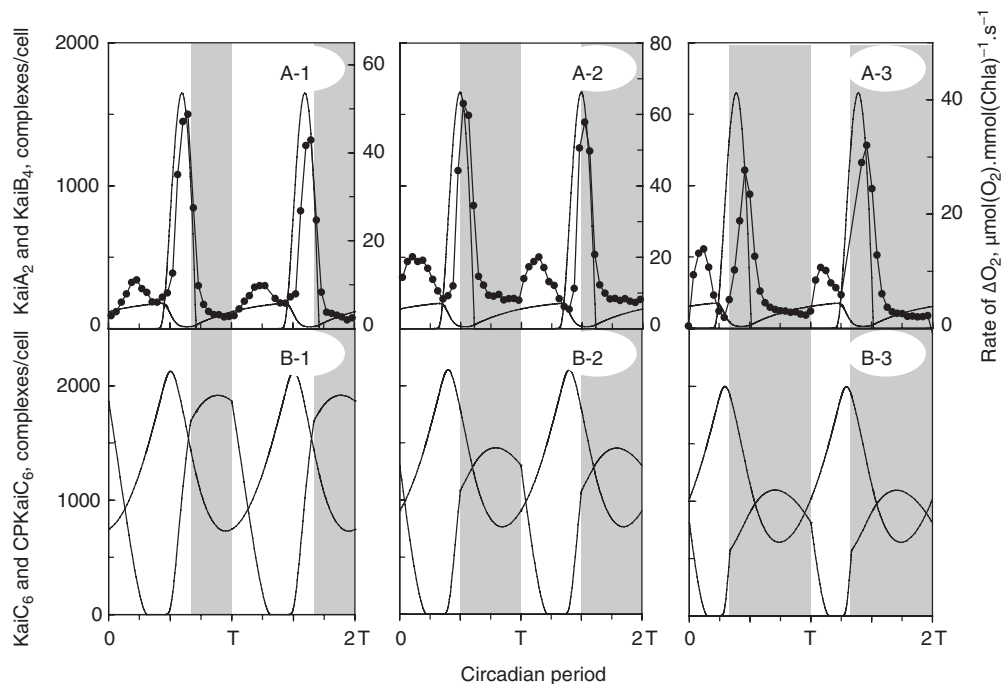 KaiA₂ and KaiB₄, complexes/cell
2000
1000
0
A-1
60
40
20
0
A-2
80
60
40
20
0
A-3
40
20
0
Rate of ΔO₂, μmol(O₂).mmol(Chla)⁻¹.s⁻¹
KaiC₆ and CPKaiC₆, complexes/cell
2000
1000
0
B-1
B-2
B-3
0 T 2T
0 T 2T
0 T 2T
Circadian period